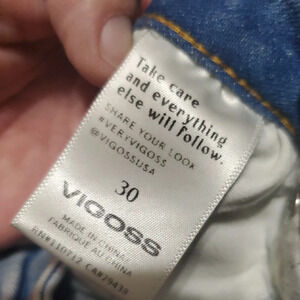 Take care
and everything
else will follow.
SHARE YOUR LOOK
#VERYVIGOSS
@VIGOSSUSA
30
VIGOSS
MADE IN CHINA
FABRIQUE AU CHINA